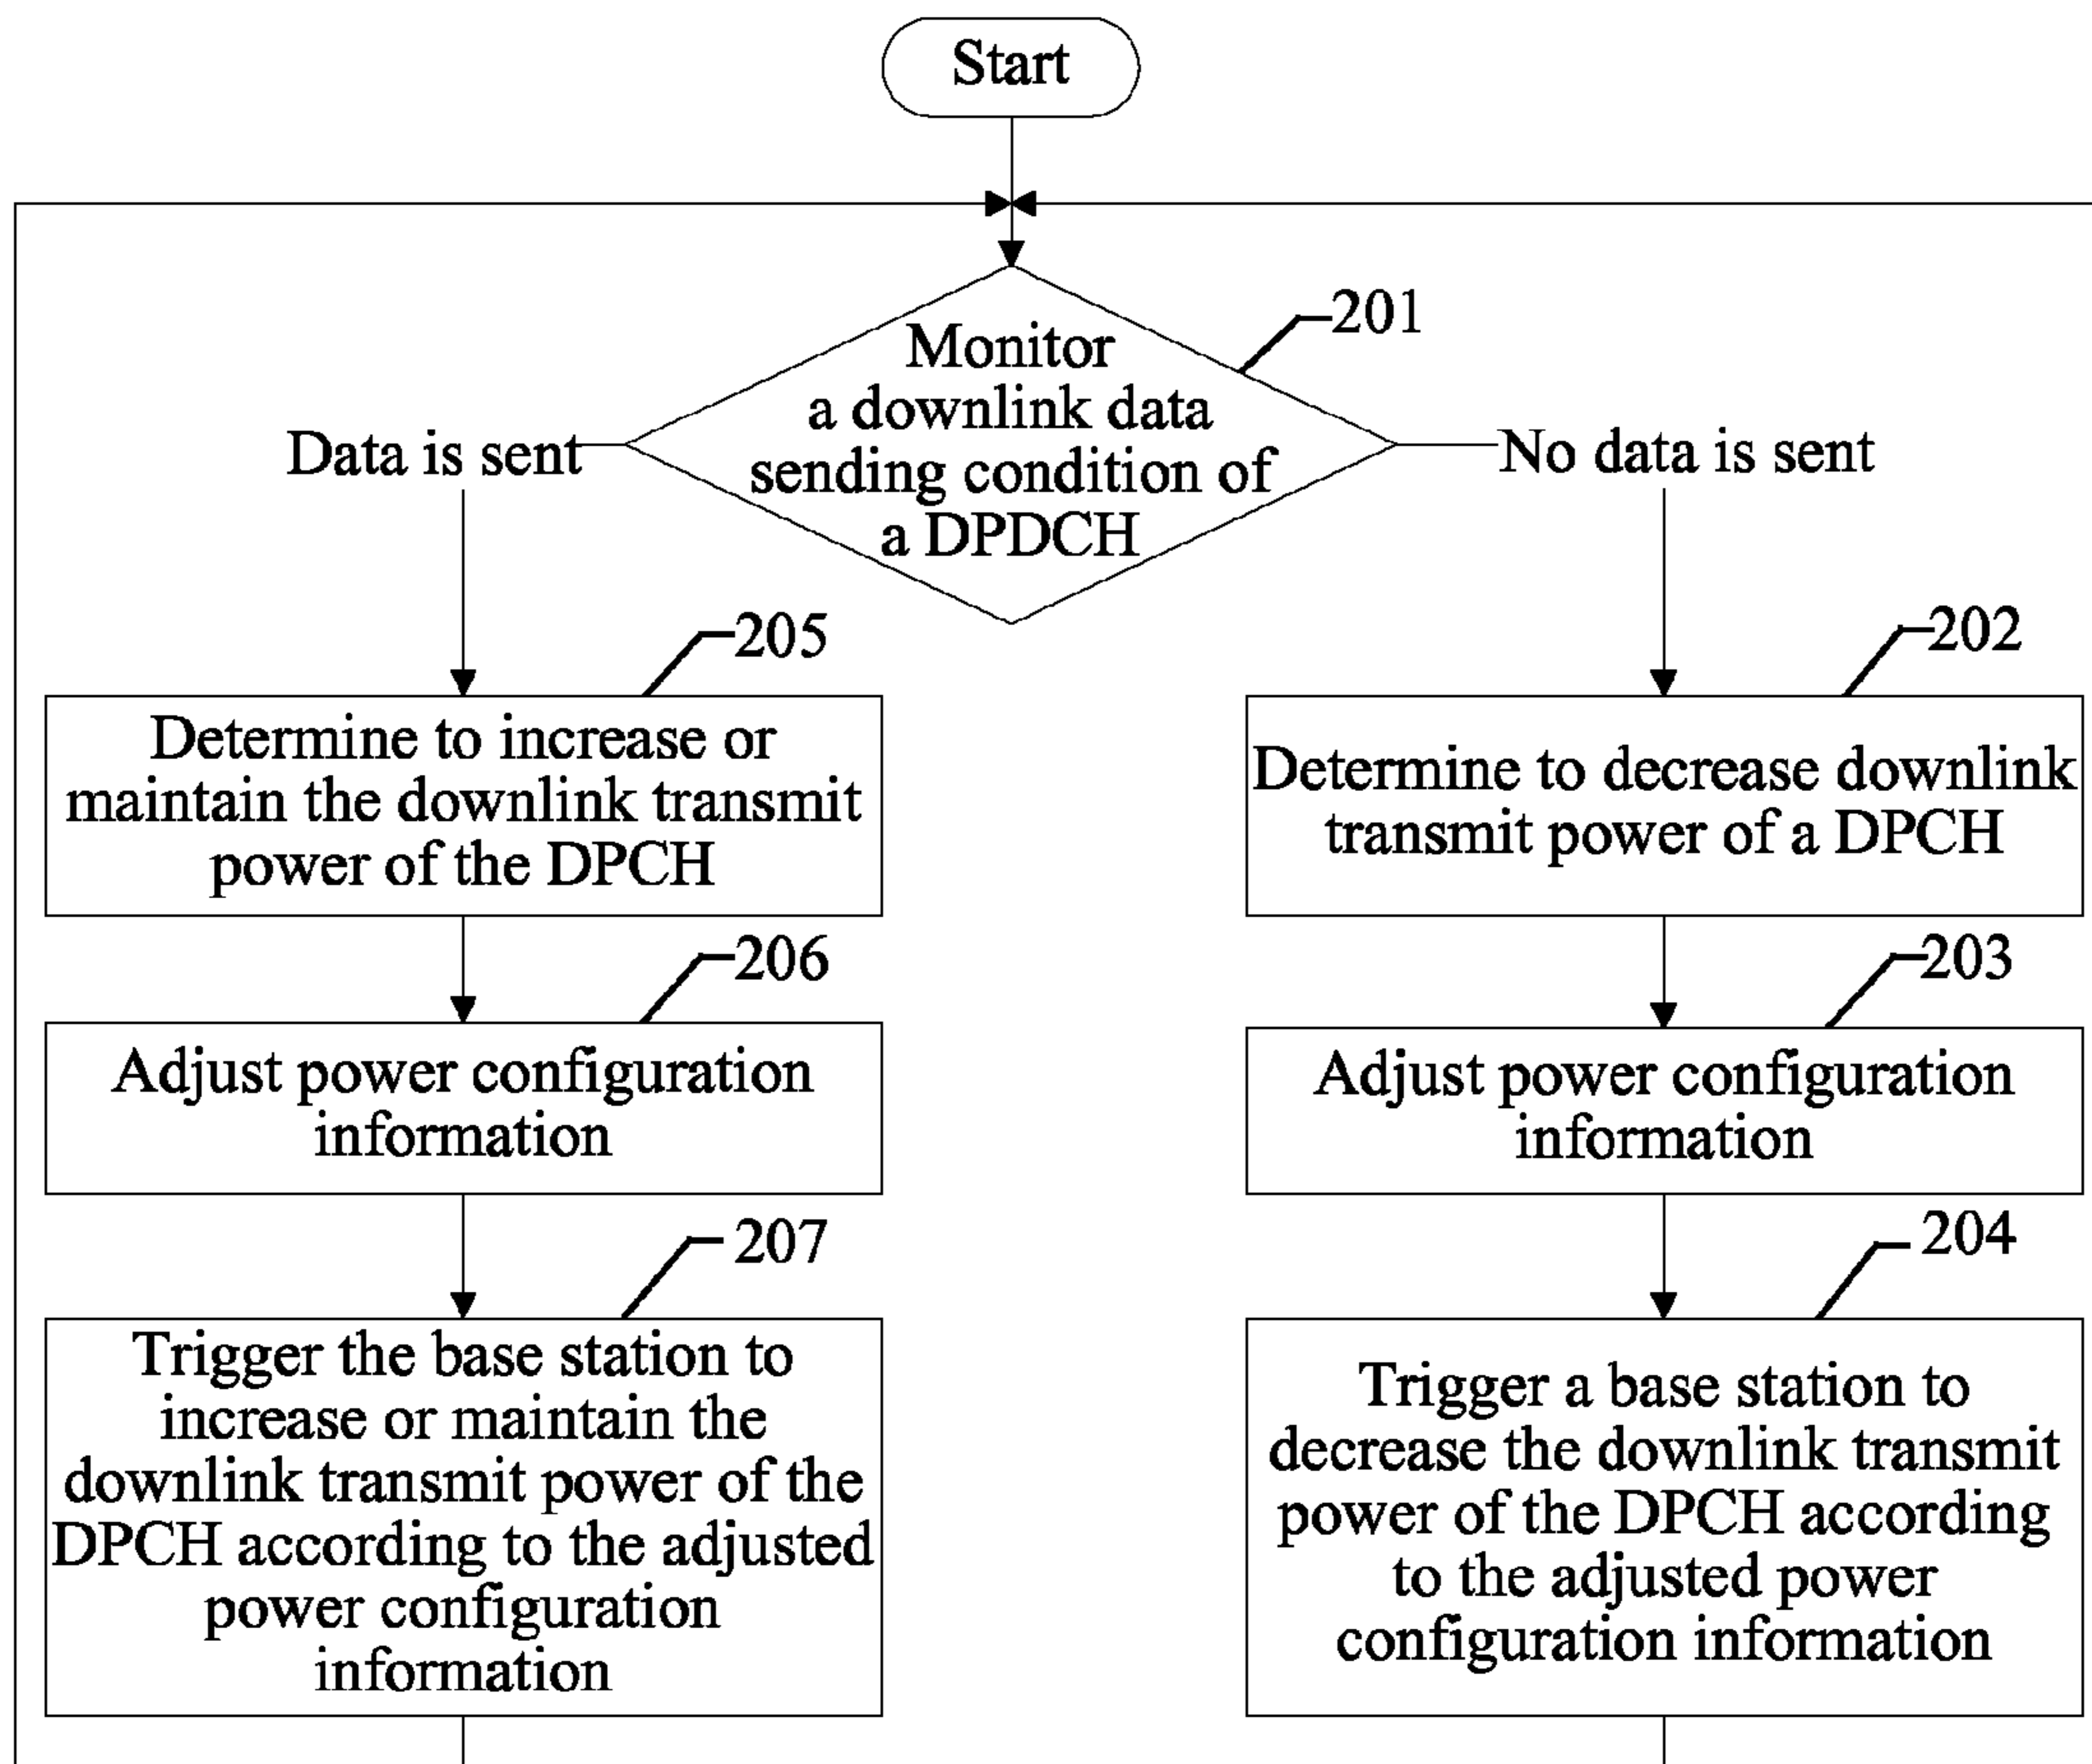 Start
201
Monitor
a downlink data
sending condition of
a DPDCH
Data is sent
No data is sent
205
Determine to increase or
maintain the downlink transmit
power of the DPCH
206
Adjust power configuration
information
207
Trigger the base station to
increase or maintain the
downlink transmit power of the
DPCH according to the adjusted
power configuration
information
202
Determine to decrease downlink
transmit power of a DPCH
203
Adjust power configuration
information
204
Trigger a base station to
decrease the downlink transmit
power of the DPCH according
to the adjusted power
configuration information